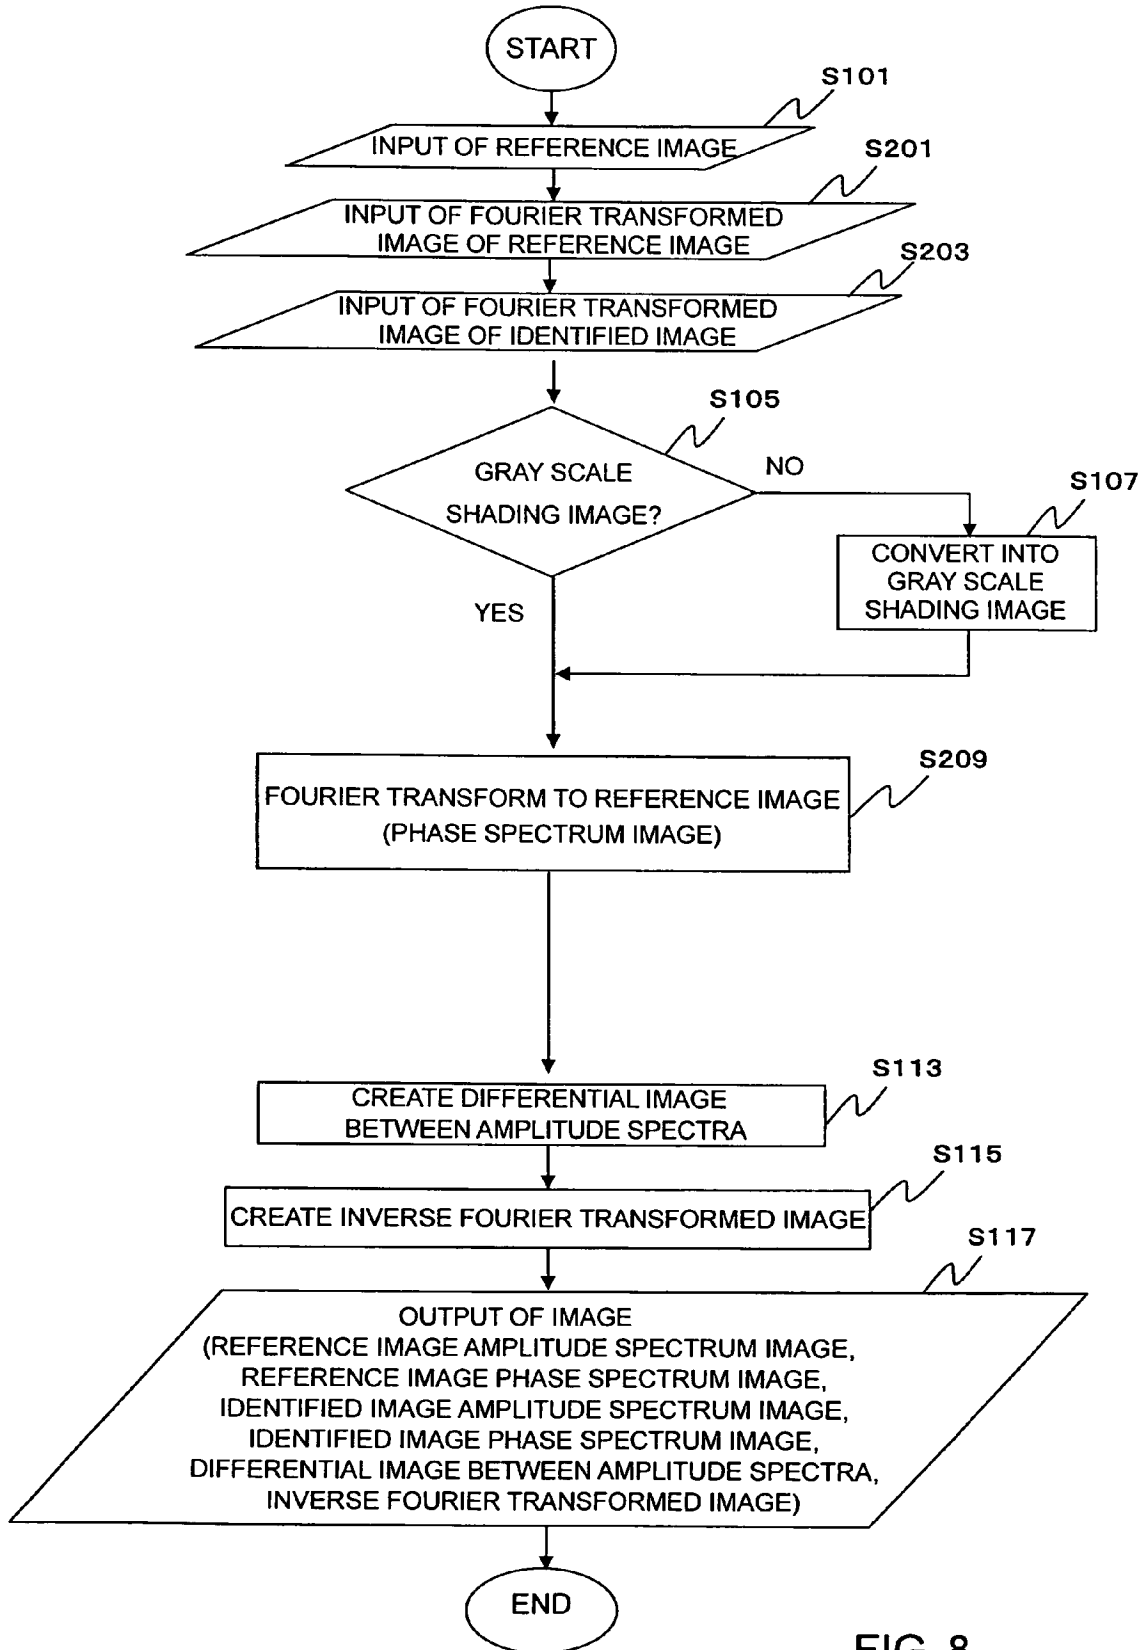 START
S101
INPUT OF REFERENCE IMAGE
S201
INPUT OF FOURIER TRANSFORMED
IMAGE OF REFERENCE IMAGE
S203
INPUT OF FOURIER TRANSFORMED
IMAGE OF IDENTIFIED IMAGE
S105
GRAY SCALE
SHADING IMAGE?
NO
S107
CONVERT INTO
GRAY SCALE
SHADING IMAGE
YES
S209
FOURIER TRANSFORM TO REFERENCE IMAGE
(PHASE SPECTRUM IMAGE)
S113
CREATE DIFFERENTIAL IMAGE
BETWEEN AMPLITUDE SPECTRA
S115
CREATE INVERSE FOURIER TRANSFORMED IMAGE
S117
OUTPUT OF IMAGE
(REFERENCE IMAGE AMPLITUDE SPECTRUM IMAGE,
REFERENCE IMAGE PHASE SPECTRUM IMAGE,
IDENTIFIED IMAGE AMPLITUDE SPECTRUM IMAGE,
IDENTIFIED IMAGE PHASE SPECTRUM IMAGE,
DIFFERENTIAL IMAGE BETWEEN AMPLITUDE SPECTRA,
INVERSE FOURIER TRANSFORMED IMAGE)
END
FIG. 8